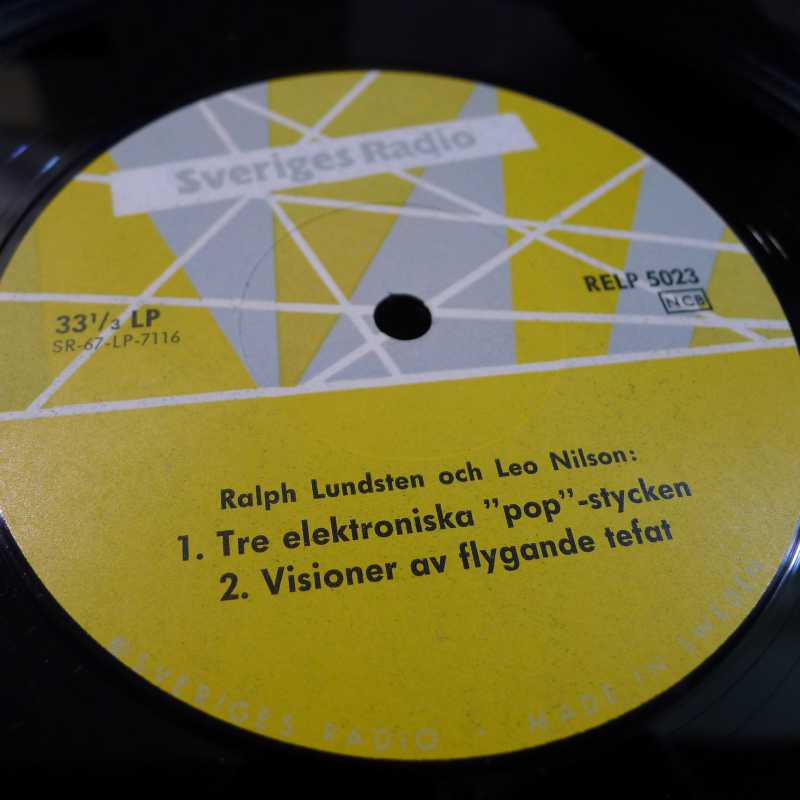 Sveriges Radio
33¹/₃ LP
SR-67-LP-7116
RELP 5023
NCB
Ralph Lundsten och Leo Nilson:
1. Tre elektroniska ”pop”-stycken
2. Visioner av flygande tefat
℗ SVERIGES RADIO · MADE IN SWEDEN